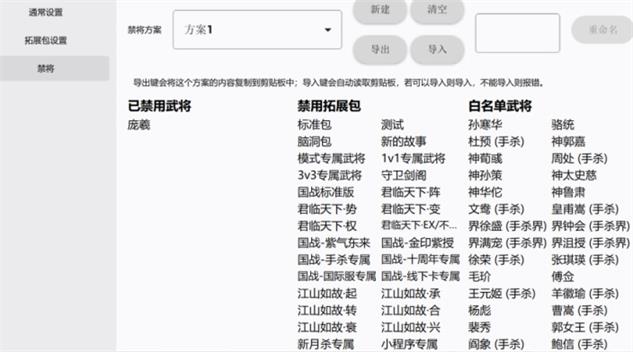 通常设置
拓展包设置
禁将
禁将方案
方案1
新建
清空
导出
导入
重命名
导出键会将这个方案的内容复制到剪贴板中；导入键会自动读取剪贴板，若可以导入则导入，不能导入则报错。
已禁用武将
禁用拓展包
白名单武将
庞羲
标准包 测试
脑洞包 新的故事
模式专属武将 1v1专属武将
3v3专属武将 守卫剑阁
国战标准版 君临天下·阵
君临天下·势 君临天下·变
君临天下·权 君临天下·EX/不...
国战-紫气东来 国战-金印紫授
国战-手杀专属 国战-十周年专属
国战-国际服专属 国战-线下卡专属
江山如故·起 江山如故·承
江山如故·转 江山如故·合
江山如故·衰 江山如故·兴
新月杀专属 小程序专属
孙寒华 骆统
杜预 (手杀) 神郭嘉
神荀彧 周处 (手杀)
神孙策 神太史慈
神华佗 神鲁肃
文鸯 (手杀) 皇甫嵩 (手杀)
界徐盛 (手杀界) 界钟会 (手杀界)
界满宠 (手杀界) 界沮授 (手杀界)
徐荣 (手杀) 张琪瑛 (手杀)
毛玠 傅佥
王元姬 (手杀) 羊徽瑜 (手杀)
杨彪 曹嵩 (手杀)
裴秀 郭女王 (手杀)
阎象 (手杀) 鲍信 (手杀)